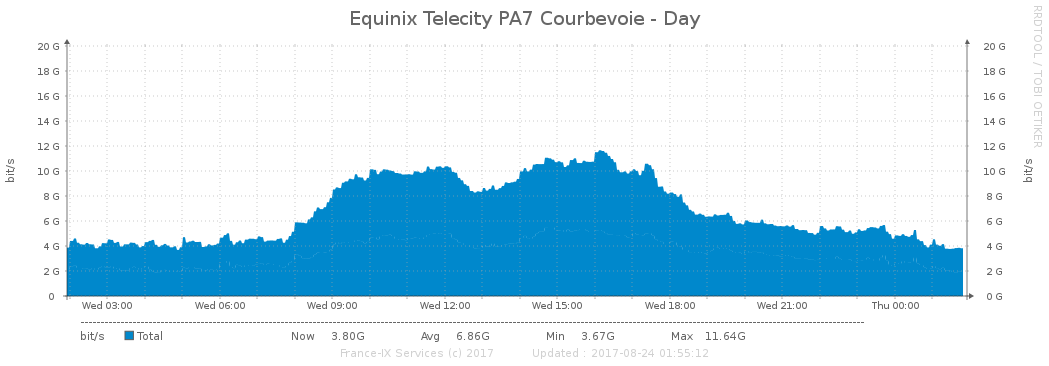 Equinix Telecity PA7 Courbevoie - Day
RRDTOOL / TOBI OETIKER
bit/s
20 G 20 G
18 G 18 G
16 G 16 G
14 G 14 G
12 G 12 G
10 G 10 G
8 G 8 G
6 G 6 G
4 G 4 G
2 G 2 G
0 0 G
bit/s
Wed 03:00 Wed 06:00 Wed 09:00 Wed 12:00 Wed 15:00 Wed 18:00 Wed 21:00 Thu 00:00
bit/s Total Now 3.80G Avg 6.86G Min 3.67G Max 11.64G
France-IX Services (c) 2017 Updated : 2017-08-24 01:55:12